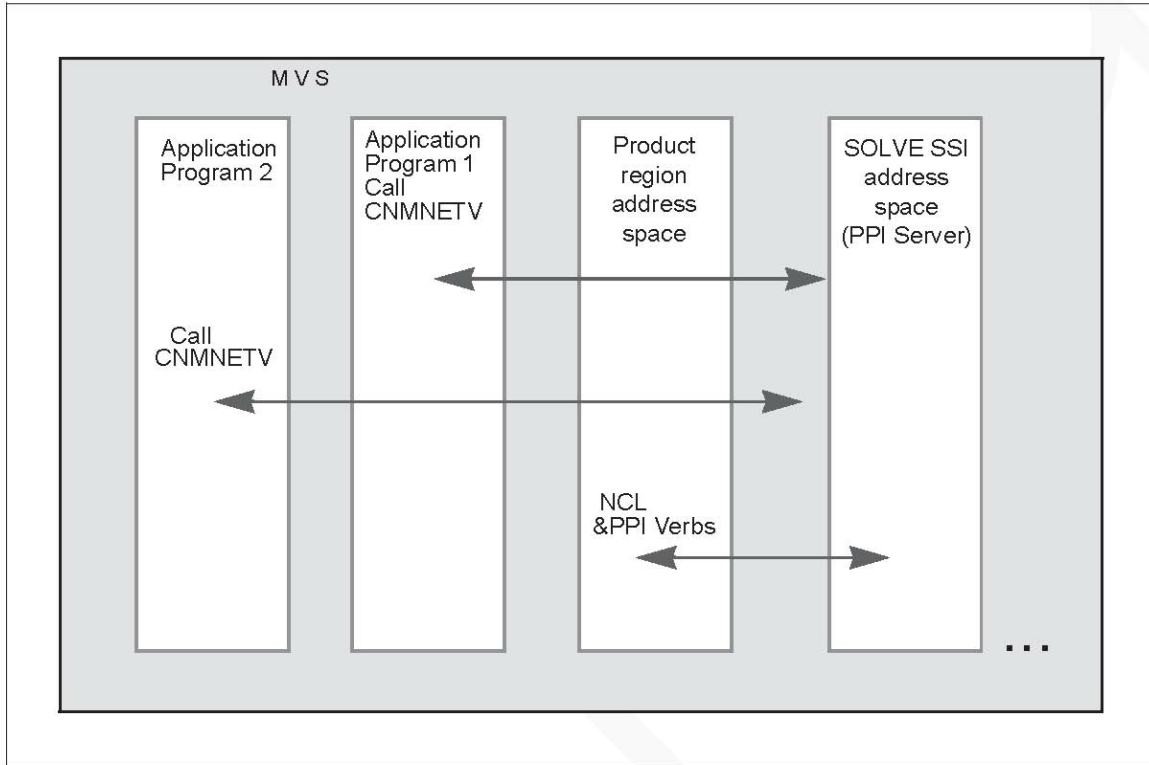 M V S
Application
Program 2
Call
CNMNETV
Application
Program 1
Call
CNMNETV
Product
region
address
space
NCL
&PPI Verbs
SOLVE SSI
address
space
(PPI Server)
...